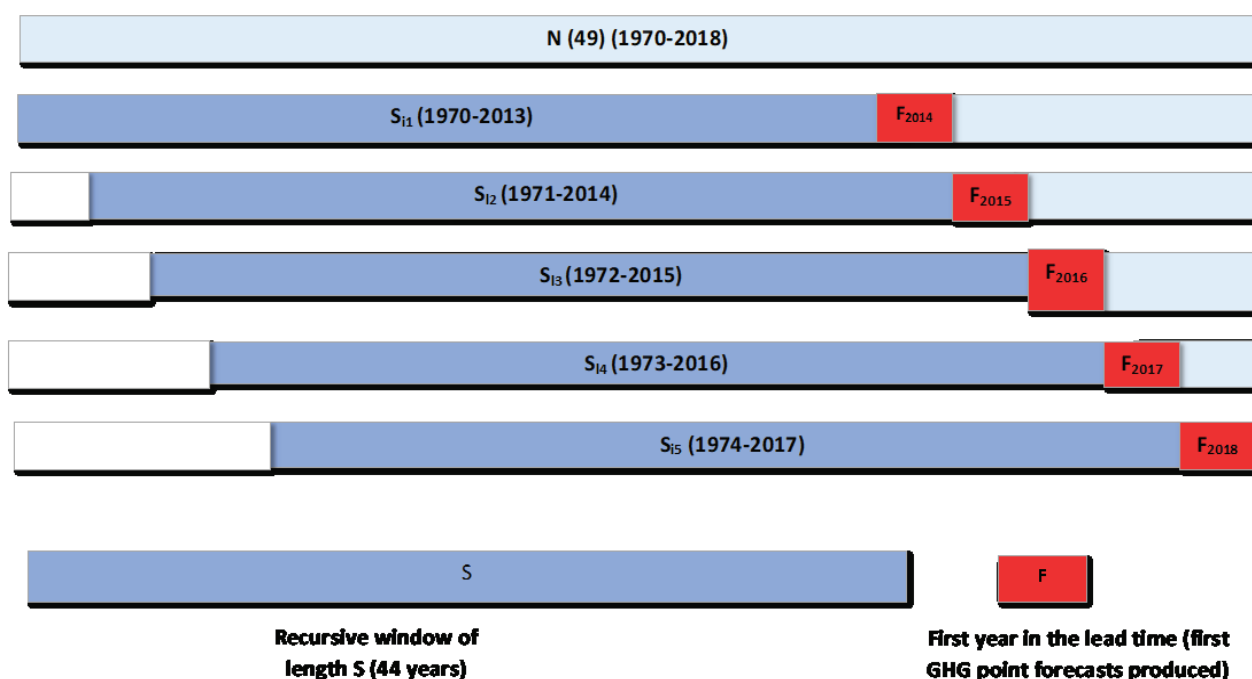 N (49) (1970-2018)
Si1 (1970-2013)
F2014
SI2 (1971-2014)
F2015
SI3 (1972-2015)
F2016
SI4 (1973-2016)
F2017
Si5 (1974-2017)
F2018
S
F
Recursive window of
length S (44 years)
First year in the lead time (first
GHG point forecasts produced)